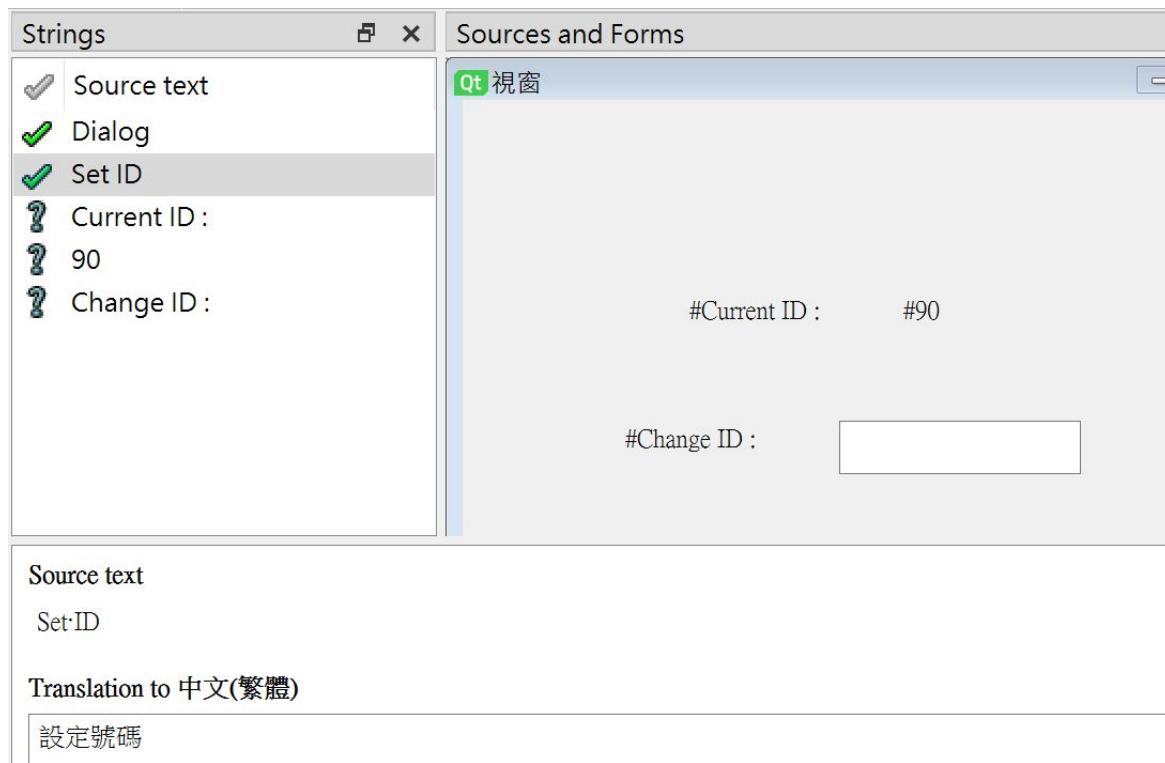 Strings
Source text
Dialog
Set ID
Current ID :
90
Change ID :
Sources and Forms
Qt 視窗
#Current ID : #90
#Change ID :
Source text
Set·ID
Translation to 中文(繁體)
設定號碼